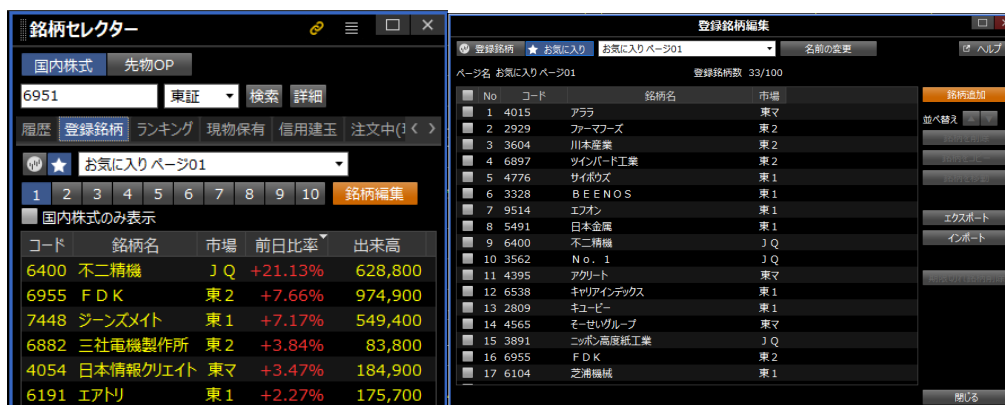 銘柄セレクター
国内株式 先物OP
6951 東証 検索 詳細
履歴 登録銘柄 ランキング 現物保有 信用建玉 注文中(
お気に入り ページ01
1 2 3 4 5 6 7 8 9 10 銘柄編集
国内株式のみ表示
コード 銘柄名 市場 前日比率 出来高
6400 不二精機 JQ +21.13% 628,800
6955 FDK 東2 +7.66% 974,900
7448 ジーンズメイト 東1 +7.17% 549,400
6882 三社電機製作所 東2 +3.84% 83,800
4054 日本情報クリエイト 東マ +3.47% 184,900
6191 エアトリ 東1 +2.27% 175,700
登録銘柄編集
登録銘柄 お気に入り お気に入り ページ01 名前の変更 ヘルプ
ページ名 お気に入り ページ01 登録銘柄数 33/100
No コード 銘柄名 市場 銘柄追加
1 4015 アララ 東マ
並べ替え
2 2929 ファーマフーズ 東2
3 3604 川本産業 東2
4 6897 ツインバード工業 東2
5 4776 サイボウズ 東1
6 3328 BEENOS 東1
7 9514 エフオン 東1 エクスポート
8 5491 日本金属 東1
9 6400 不二精機 JQ インポート
10 3562 No.1 JQ
11 4395 アクリート 東マ
12 6538 キャリアインデックス 東1
13 2809 キユーピー 東1
14 4565 そーせいグループ 東マ
15 3891 ニッポン高度紙工業 JQ
16 6955 FDK 東2
17 6104 芝浦機械 東1
閉じる